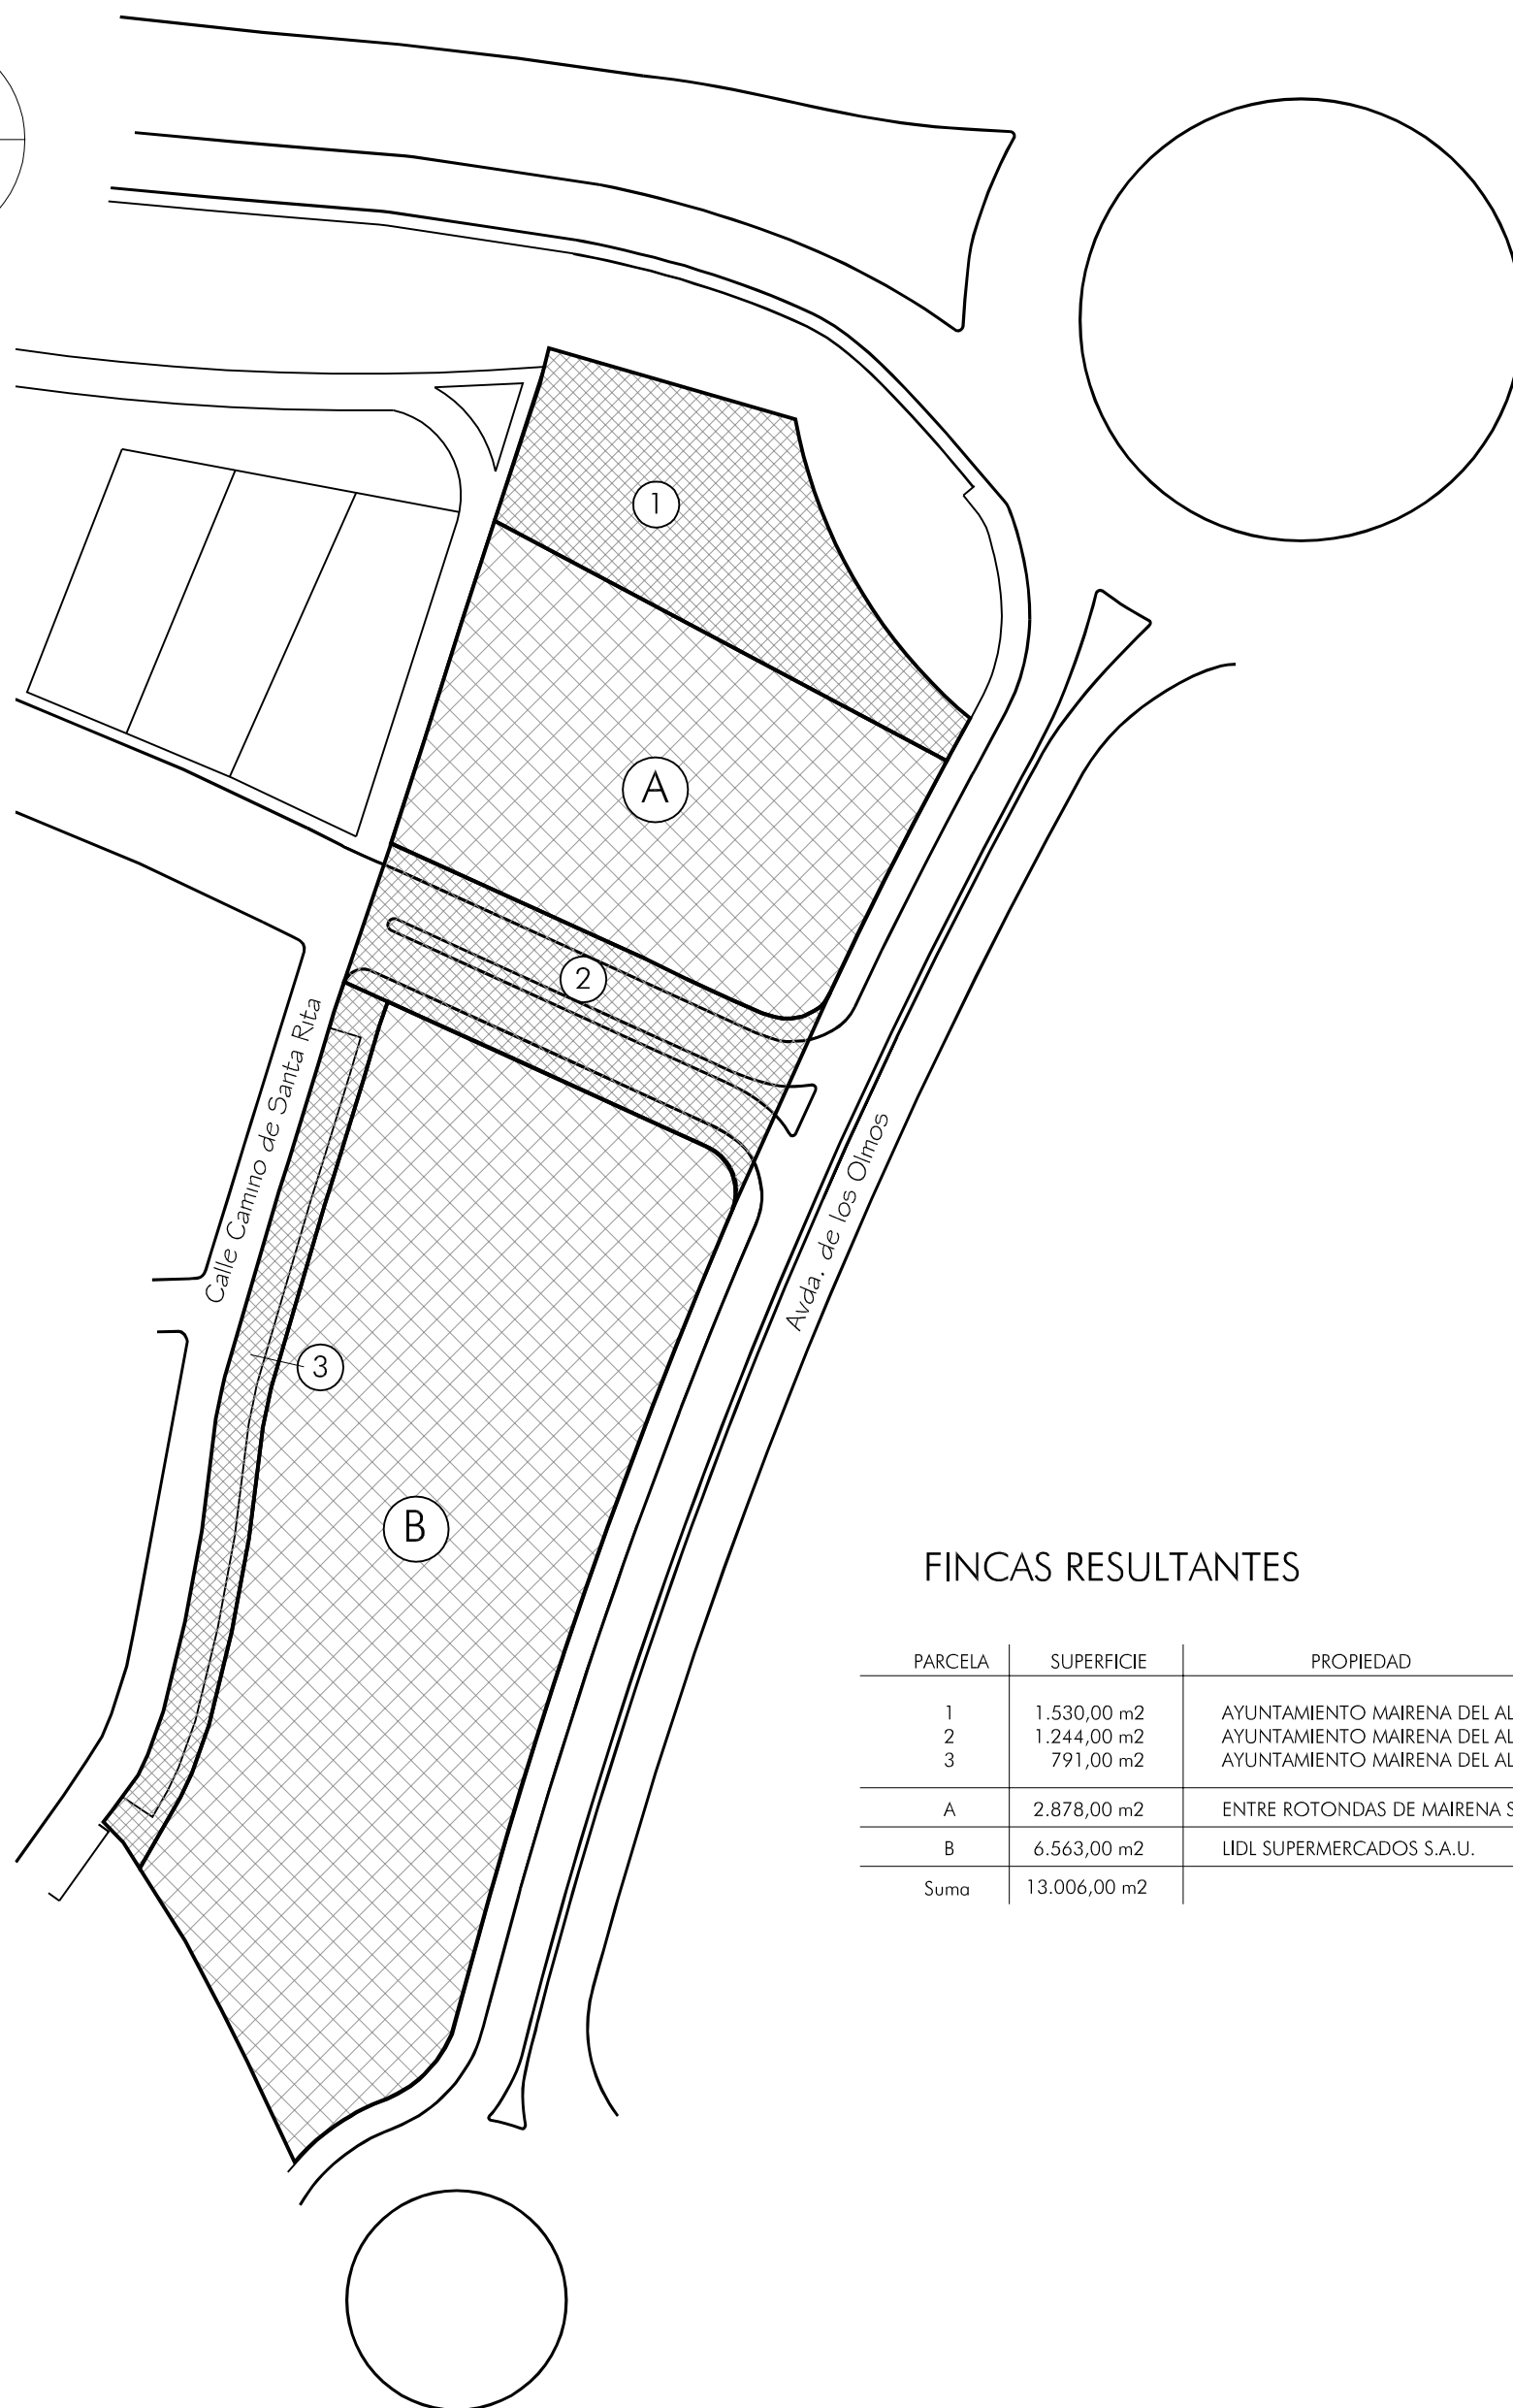 1
A
2
Calle Camino de Santa Rita
Avda. de los Olmos
3
B
FINCAS RESULTANTES
PARCELA SUPERFICIE PROPIEDAD
1 1.530,00 m2 AYUNTAMIENTO MAIRENA DEL AL
2 1.244,00 m2 AYUNTAMIENTO MAIRENA DEL AL
3 791,00 m2 AYUNTAMIENTO MAIRENA DEL AL
A 2.878,00 m2 ENTRE ROTONDAS DE MAIRENA S
B 6.563,00 m2 LIDL SUPERMERCADOS S.A.U.
Suma 13.006,00 m2